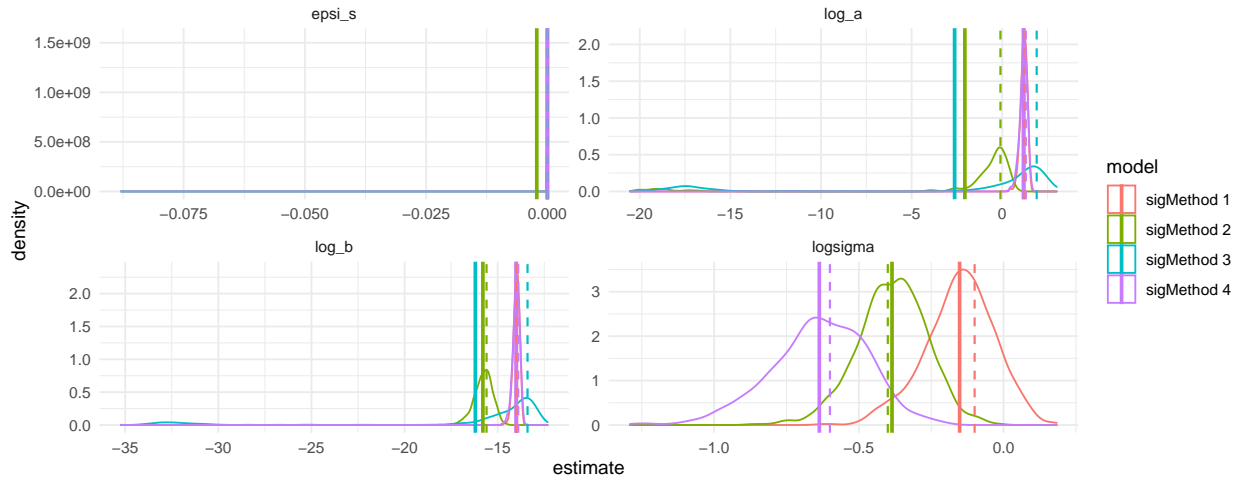 epsi_s
log_a
1.5e+09
1.0e+09
5.0e+08
0.0e+00
−0.075
−0.050
−0.025
0.000
2.0
1.5
1.0
0.5
0.0
−20
−15
−10
−5
0
log_b
logsigma
2.0
1.5
1.0
0.5
0.0
−35
−30
−25
−20
−15
3
2
1
0
−1.0
−0.5
0.0
density
estimate
model
sigMethod 1
sigMethod 2
sigMethod 3
sigMethod 4